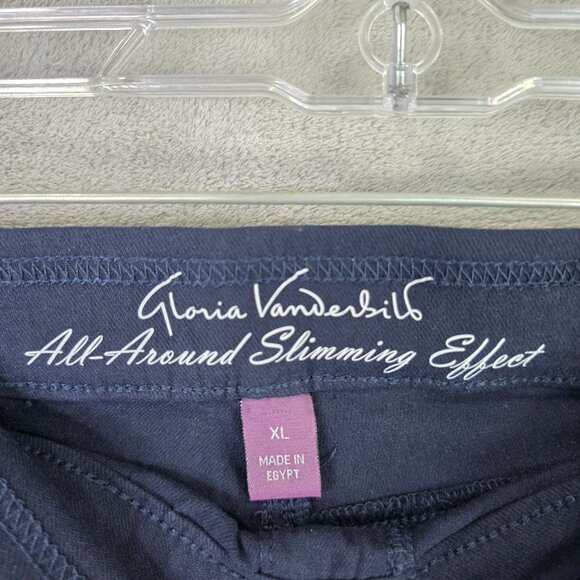 Gloria Vanderbilt
All-Around Slimming Effect
XL
MADE IN
EGYPT